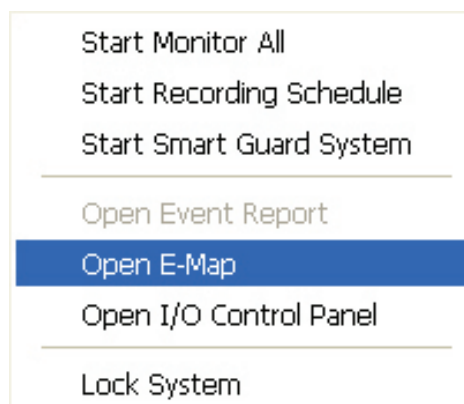 Start Monitor All
Start Recording Schedule
Start Smart Guard System
Open Event Report
Open E-Map
Open I/O Control Panel
Lock System